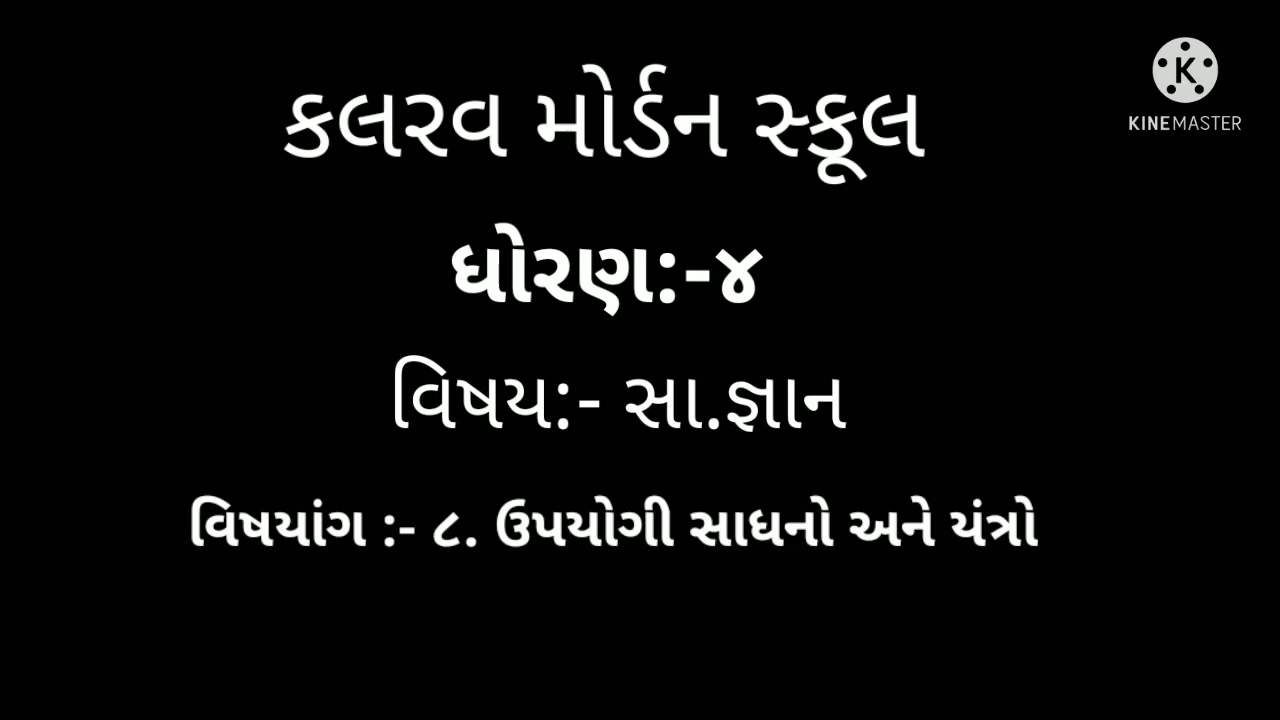 કલરવ મોર્ડન સ્કૂલ
ધોરણ:-૪
વિષય:- સા.જ્ઞાન
વિષયાંગ :- ૮. ઉપયોગી સાધનો અને યંત્રો
K
KINEMASTER